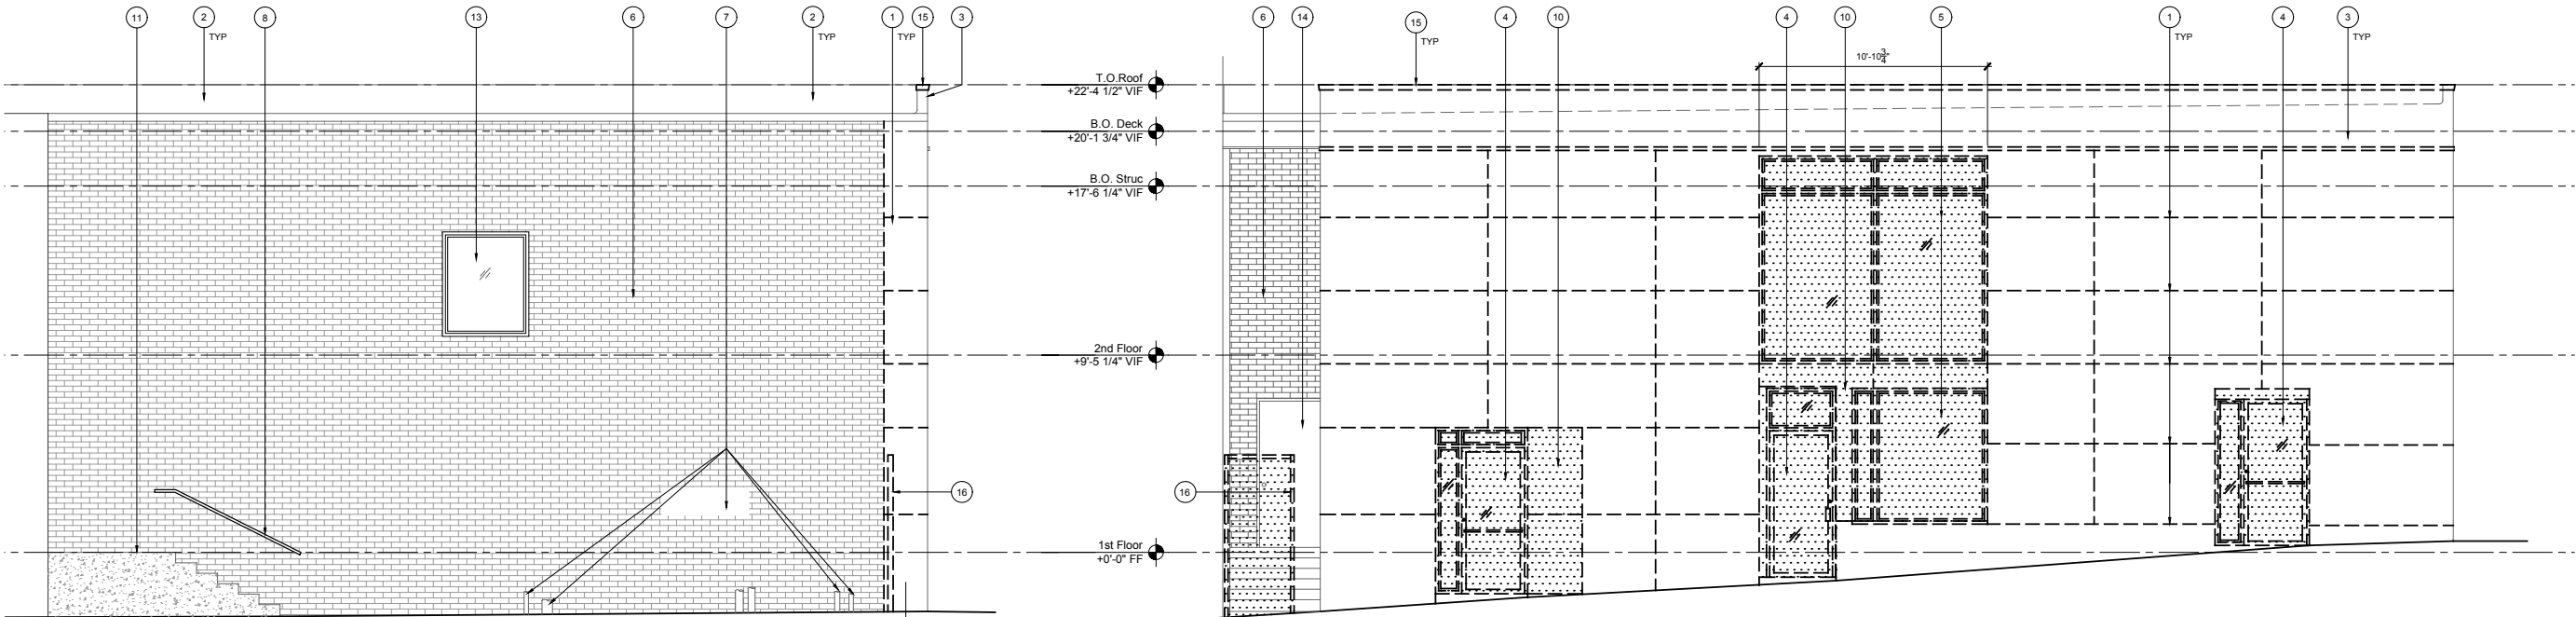 11
2
TYP
8
13
6
7
2
TYP
1
TYP
15
3
6
14
15
TYP
4
10
4
10
5
1
TYP
4
3
TYP
10'-10 3/4"
T.O.Roof
+22'-4 1/2" VIF
B.O. Deck
+20'-1 3/4" VIF
B.O. Struc
+17'-6 1/4" VIF
2nd Floor
+9'-5 1/4" VIF
16
16
1st Floor
+0'-0" FF